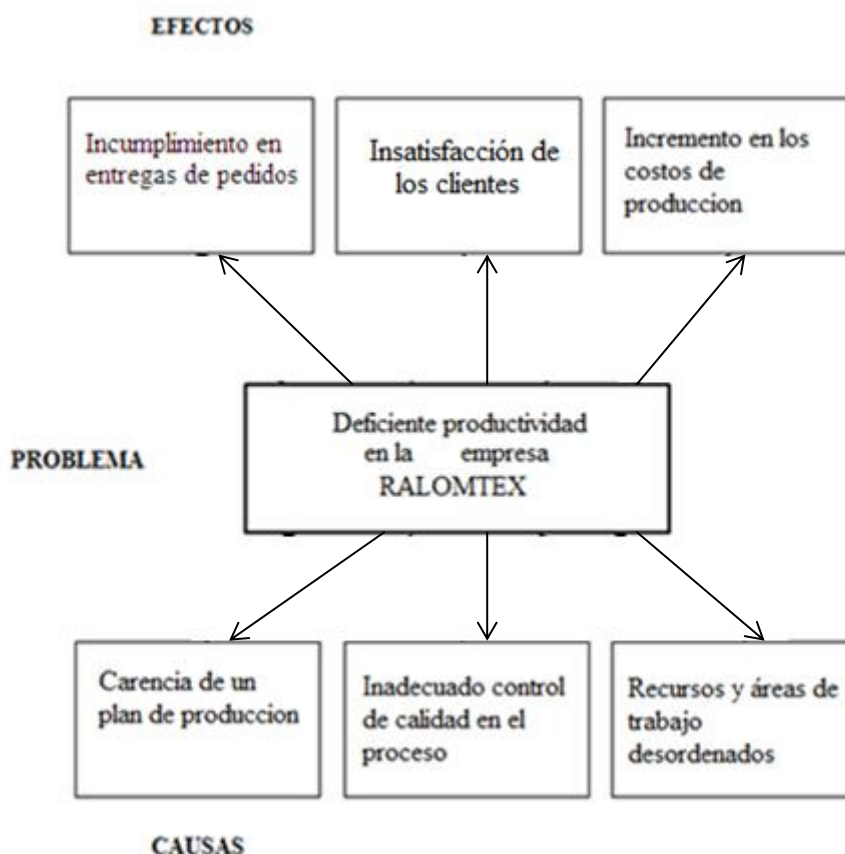 EFECTOS
Incumplimiento en
entregas de pedidos
Insatisfacción de
los clientes
Incremento en los
costos de
produccion
Deficiente productividad
en la empresa
RALOMTEX
PROBLEMA
Carencia de un
plan de produccion
Inadecuado control
de calidad en el
proceso
Recursos y áreas de
trabajo
desordenados
CAUSAS